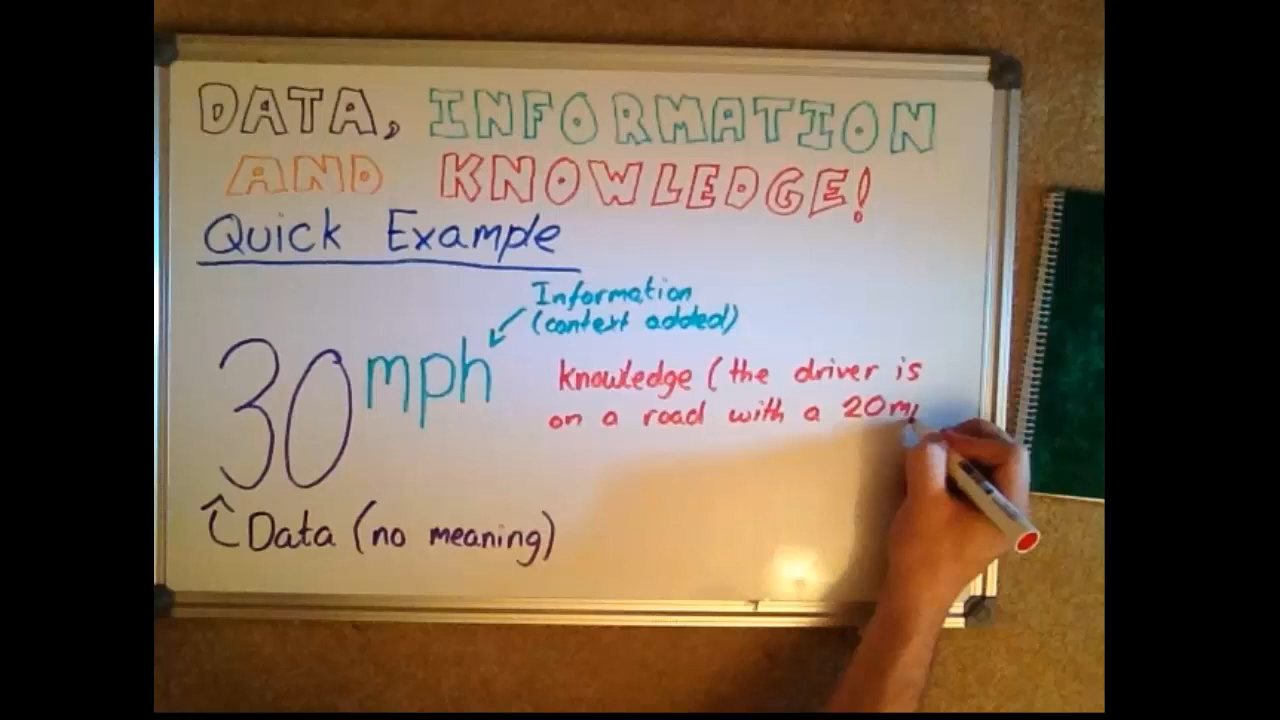 DATA, INFORMATION
AND KNOWLEDGE!
Quick Example
Information
(context added)
30 mph
Knowledge (the driver is
on a road with a 20m
Data (no meaning)